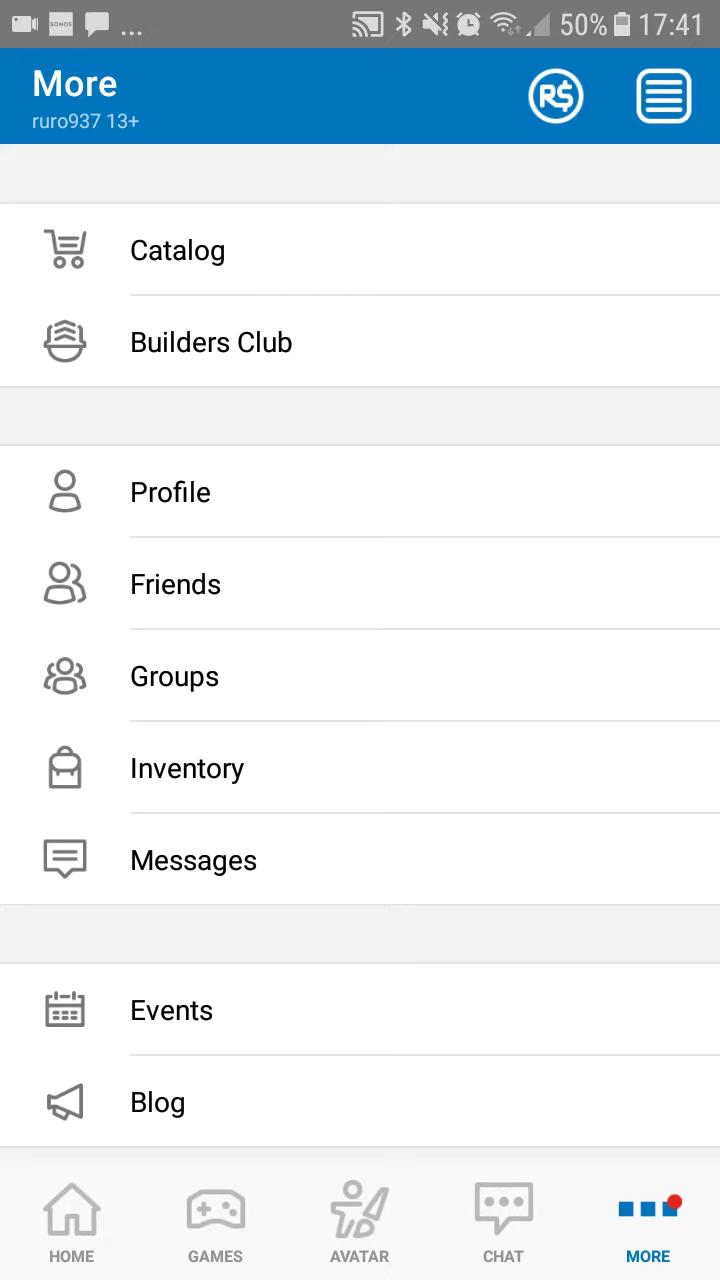 SONOS ... 50% 17:41
More
R$
ruro937 13+
Catalog
Builders Club
Profile
Friends
Groups
Inventory
Messages
Events
Blog
HOME GAMES AVATAR CHAT MORE